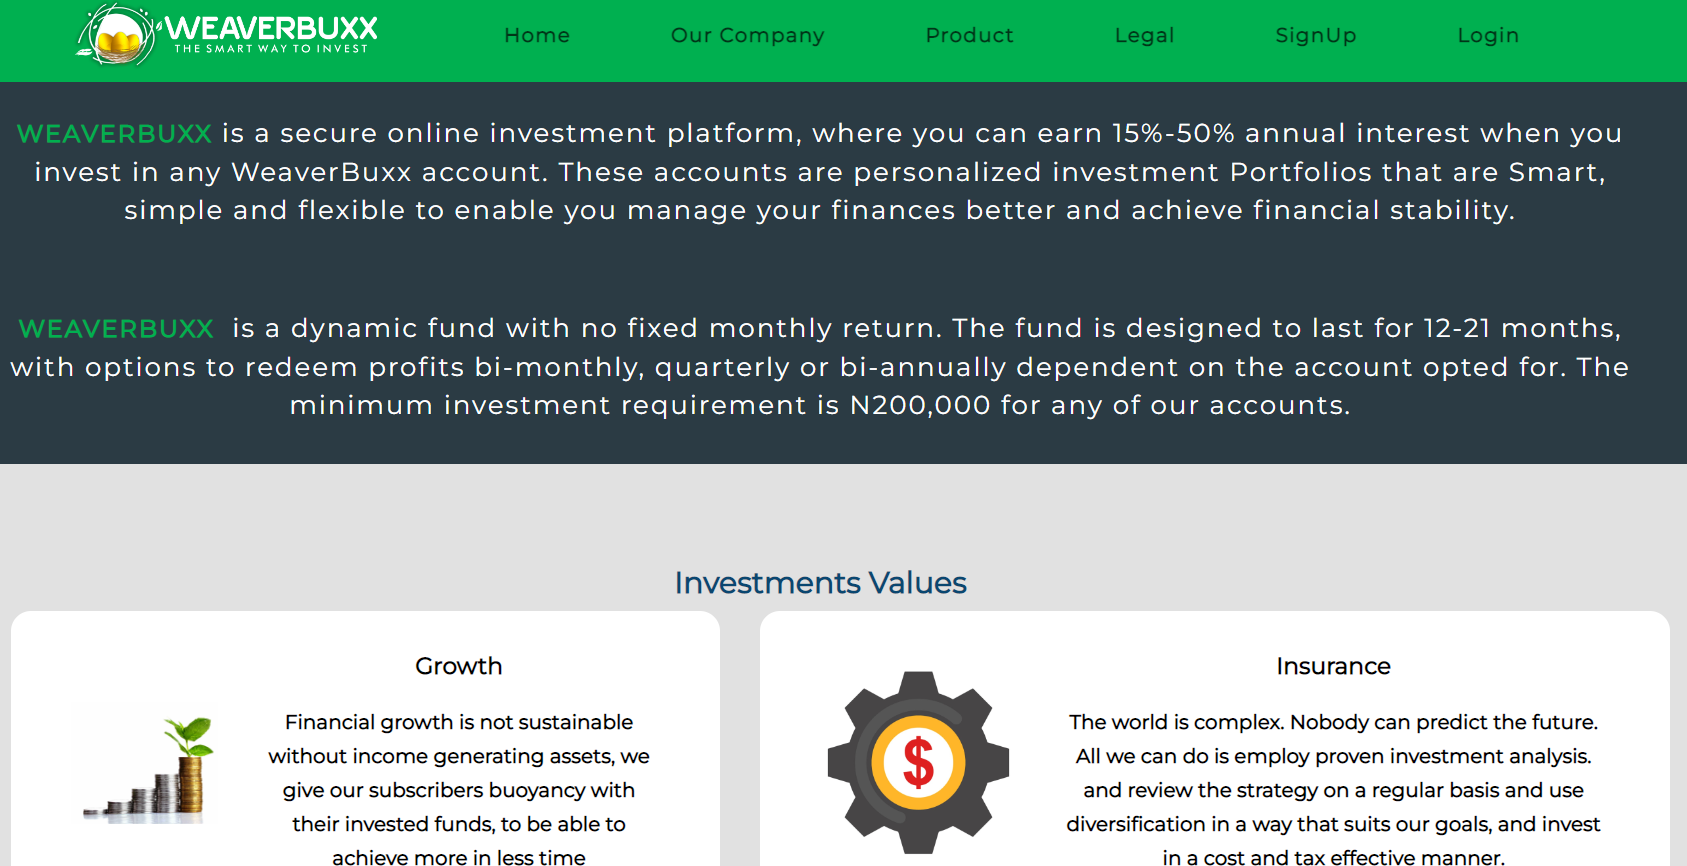 WEAVERBUXX
THE SMART WAY TO INVEST
Home
Our Company
Product
Legal
SignUp
Login
WEAVERBUXX is a secure online investment platform, where you can earn 15%-50% annual interest when you
invest in any WeaverBuxx account. These accounts are personalized investment Portfolios that are Smart,
simple and flexible to enable you manage your finances better and achieve financial stability.
WEAVERBUXX is a dynamic fund with no fixed monthly return. The fund is designed to last for 12-21 months,
with options to redeem profits bi-monthly, quarterly or bi-annually dependent on the account opted for. The
minimum investment requirement is N200,000 for any of our accounts.
Investments Values
Growth
Financial growth is not sustainable
without income generating assets, we
give our subscribers buoyancy with
their invested funds, to be able to
achieve more in less time
$
Insurance
The world is complex. Nobody can predict the future.
All we can do is employ proven investment analysis.
and review the strategy on a regular basis and use
diversification in a way that suits our goals, and invest
in a cost and tax effective manner.